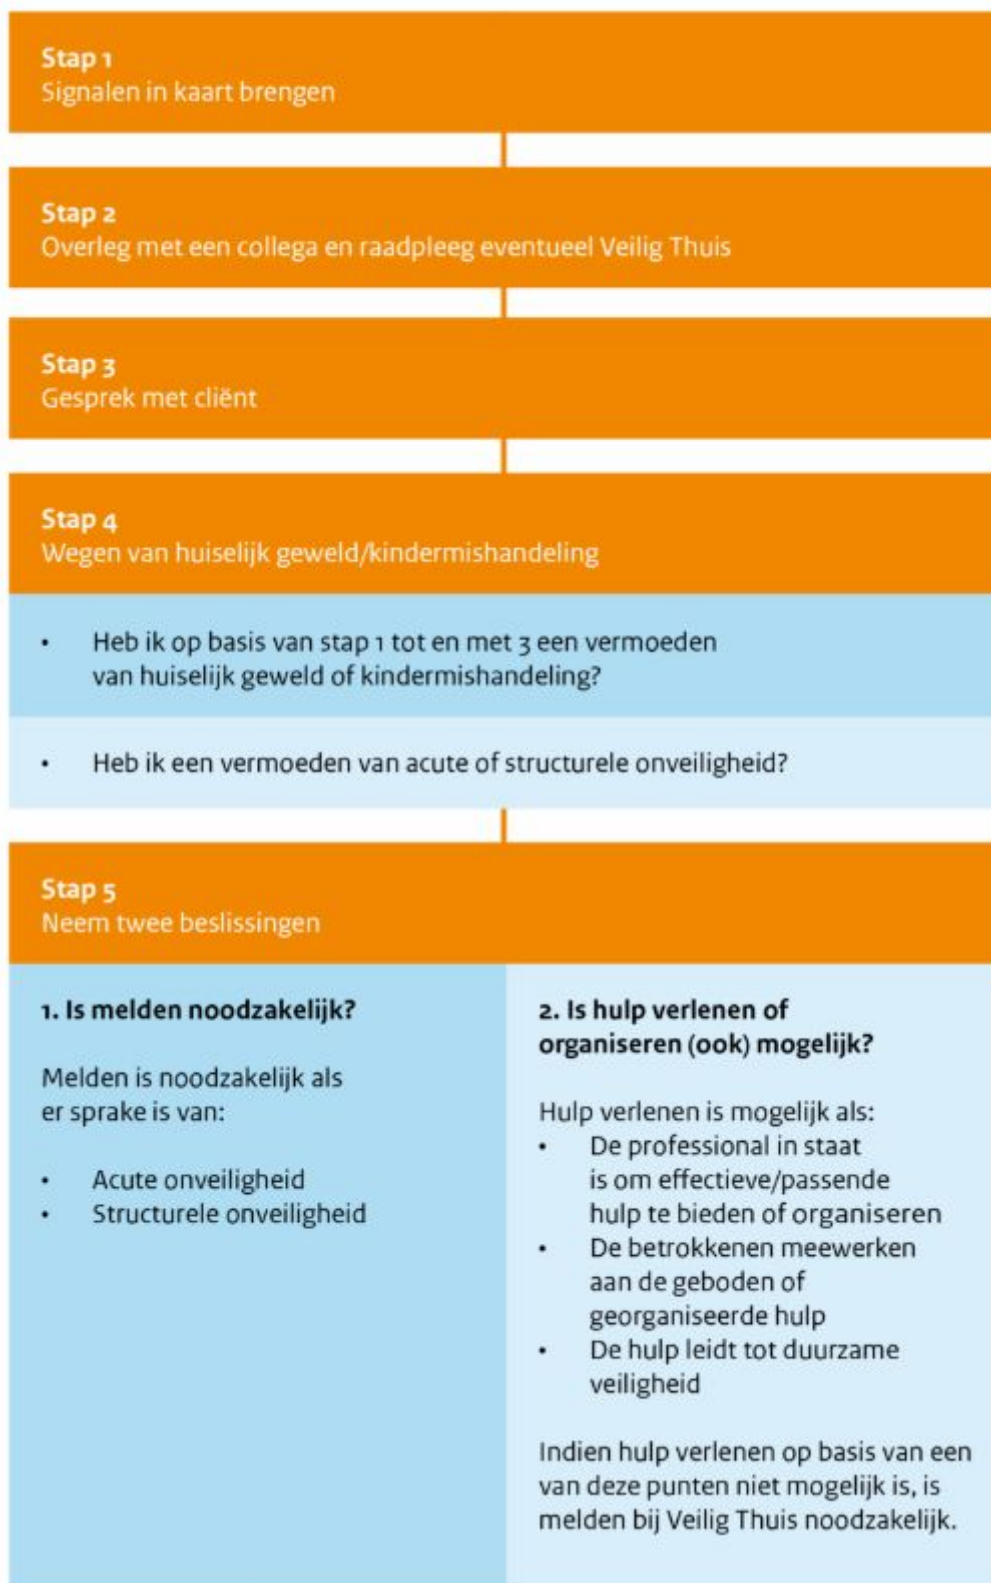 Stap 1
Signalen in kaart brengen
Stap 2
Overleg met een collega en raadpleeg eventueel Veilig Thuis
Stap 3
Gesprek met cliënt
Stap 4
Wegen van huiselijk geweld/kindermishandeling
• Heb ik op basis van stap 1 tot en met 3 een vermoeden
van huiselijk geweld of kindermishandeling?
• Heb ik een vermoeden van acute of structurele onveiligheid?
Stap 5
Neem twee beslissingen
1. Is melden noodzakelijk?
Melden is noodzakelijk als
er sprake is van:
• Acute onveiligheid
• Structurele onveiligheid
2. Is hulp verlenen of
organiseren (ook) mogelijk?
Hulp verlenen is mogelijk als:
• De professional in staat
is om effectieve/passende
hulp te bieden of organiseren
• De betrokkenen meewerken
aan de geboden of
georganiseerde hulp
• De hulp leidt tot duurzame
veiligheid
Indien hulp verlenen op basis van een
van deze punten niet mogelijk is, is
melden bij Veilig Thuis noodzakelijk.